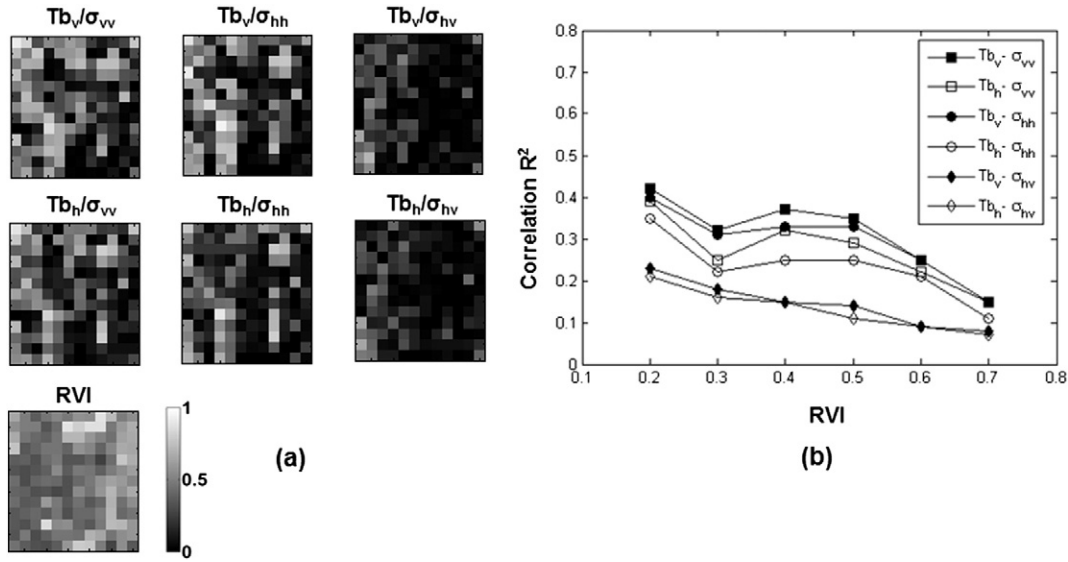 Tbv/σvv Tbv/σhh Tbv/σhv
Tbh/σvv Tbh/σhh Tbh/σhv
RVI
1
0.5
0
(a)
0.8
0.7
0.6
0.5
0.4
0.3
0.2
0.1
0
Correlation R²
Tbv- σvv
Tbh- σvv
Tbv- σhh
Tbh- σhh
Tbv- σhv
Tbh- σhv
0.1 0.2 0.3 0.4 0.5 0.6 0.7 0.8
RVI
(b)